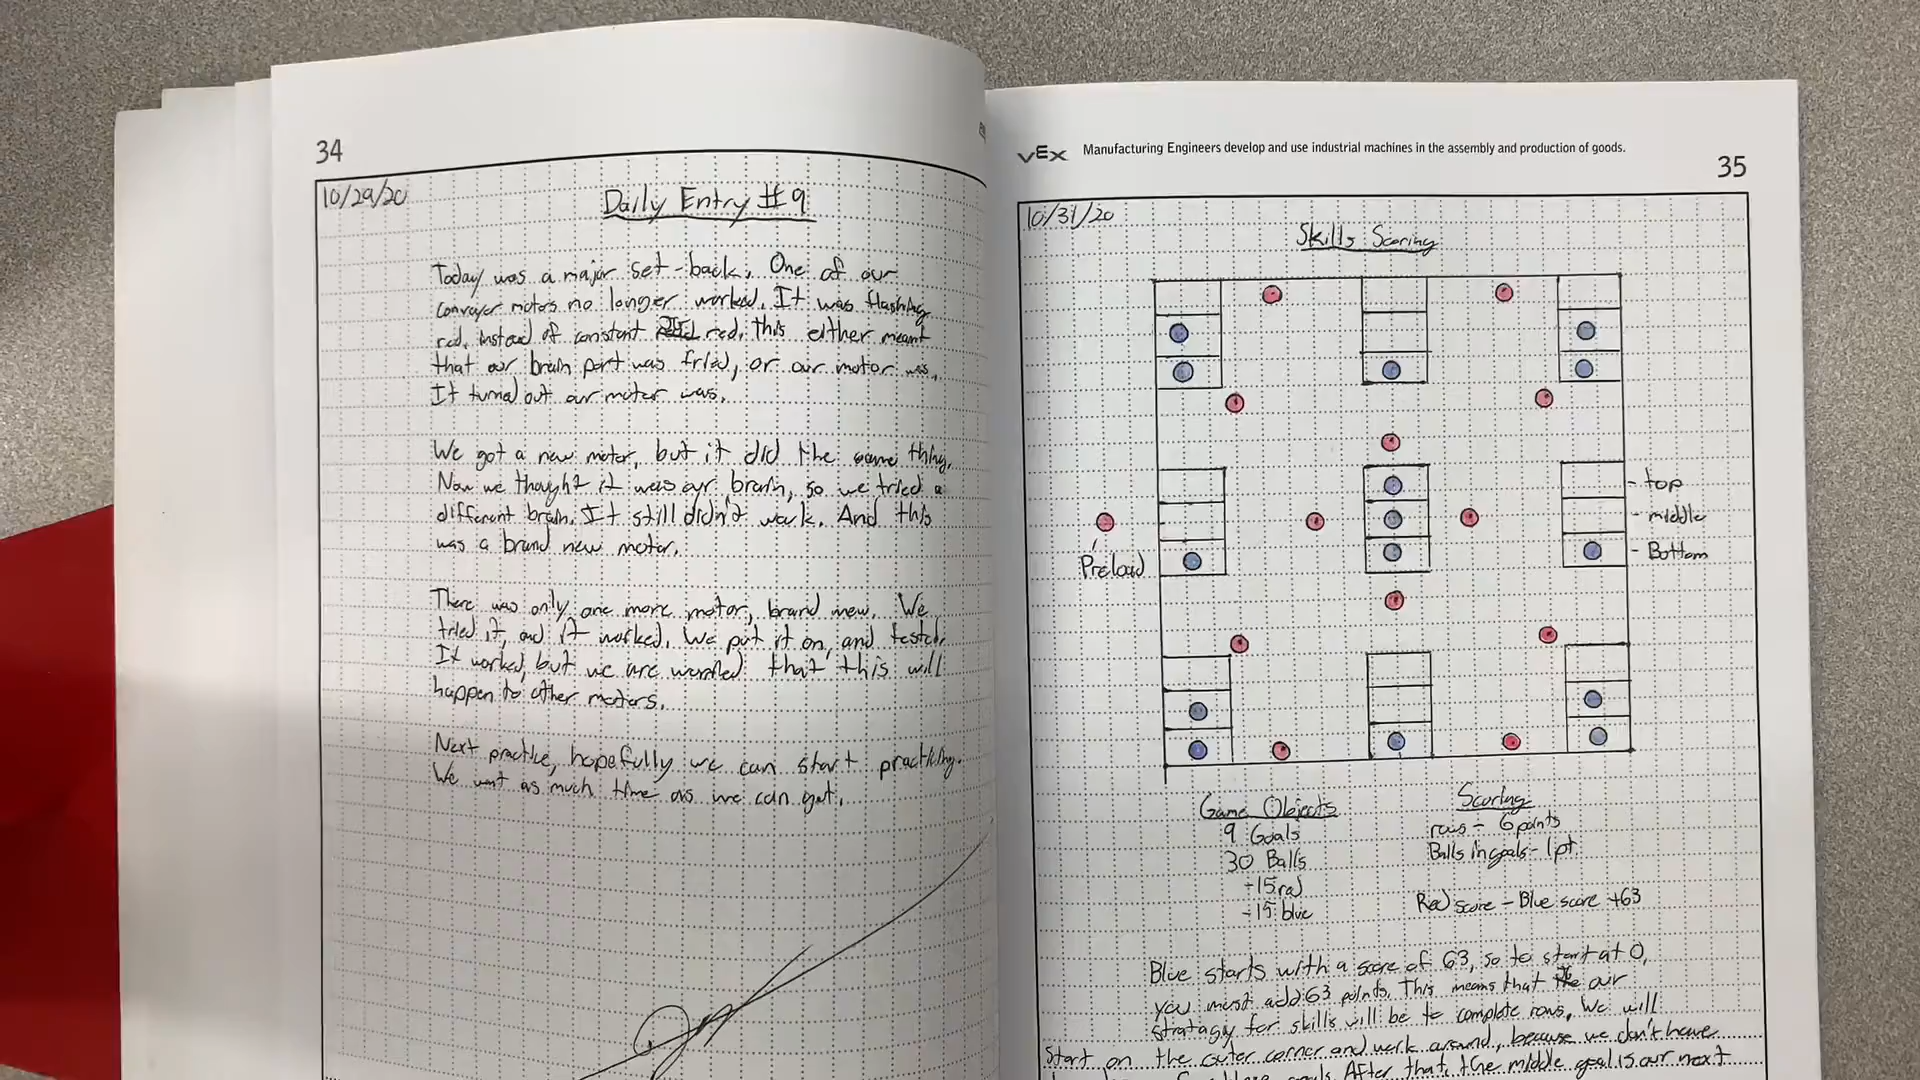 34
10/29/20
Daily Entry #9
Today was a major set-back. One of our
conveyor motors no longer worked. It was flashing
red, instead of constant red, this either meant
that our brain port was fried, or our motor was.
It turned out our motor was.
We got a new motor, but it did the same thing.
Now we thought it was our brain, so we tried a
different brain. It still didn't work. And this
was a brand new motor.
There was only one more motor, brand new. We
tried it, and it worked. We put it on, and tested.
It worked, but we are worried that this will
happen to other motors.
Next practice, hopefully we can start practicing.
We want as much time as we can get.
VEX Manufacturing Engineers develop and use industrial machines in the assembly and production of goods.
35
10/31/20
Skills Scoring
- top
- middle
- Bottom
Preload
Game Objects
9 Goals
30 Balls
-15 red
-15 blue
Scoring
rows - 6 points
Balls in goals - 1pt
Red score - Blue score +63
Blue starts with a score of 63, so to start at 0,
you must add 63 points. This means that our
stratagy for skills will be to complete rows. We will
start on the outer corner and work around, because we don't have
goals. After that, the middle goal is our next